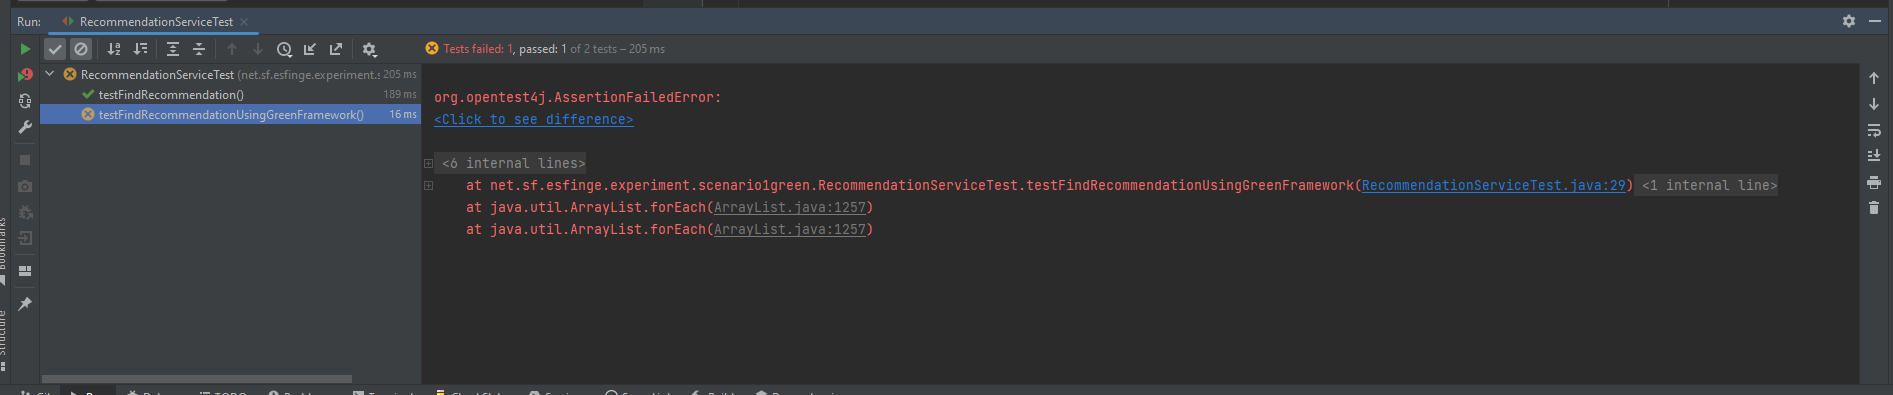 Run: RecommendationServiceTest
Tests failed: 1, passed: 1 of 2 tests – 205 ms
RecommendationServiceTest (net.sf.esfinge.experiment.s 205 ms
testFindRecommendation() 189 ms
testFindRecommendationUsingGreenFramework() 16 ms
org.opentest4j.AssertionFailedError:
<Click to see difference>
<6 internal lines>
at net.sf.esfinge.experiment.scenario1green.RecommendationServiceTest.testFindRecommendationUsingGreenFramework(RecommendationServiceTest.java:29) <1 internal line>
at java.util.ArrayList.forEach(ArrayList.java:1257)
at java.util.ArrayList.forEach(ArrayList.java:1257)
Bookmarks
Structure